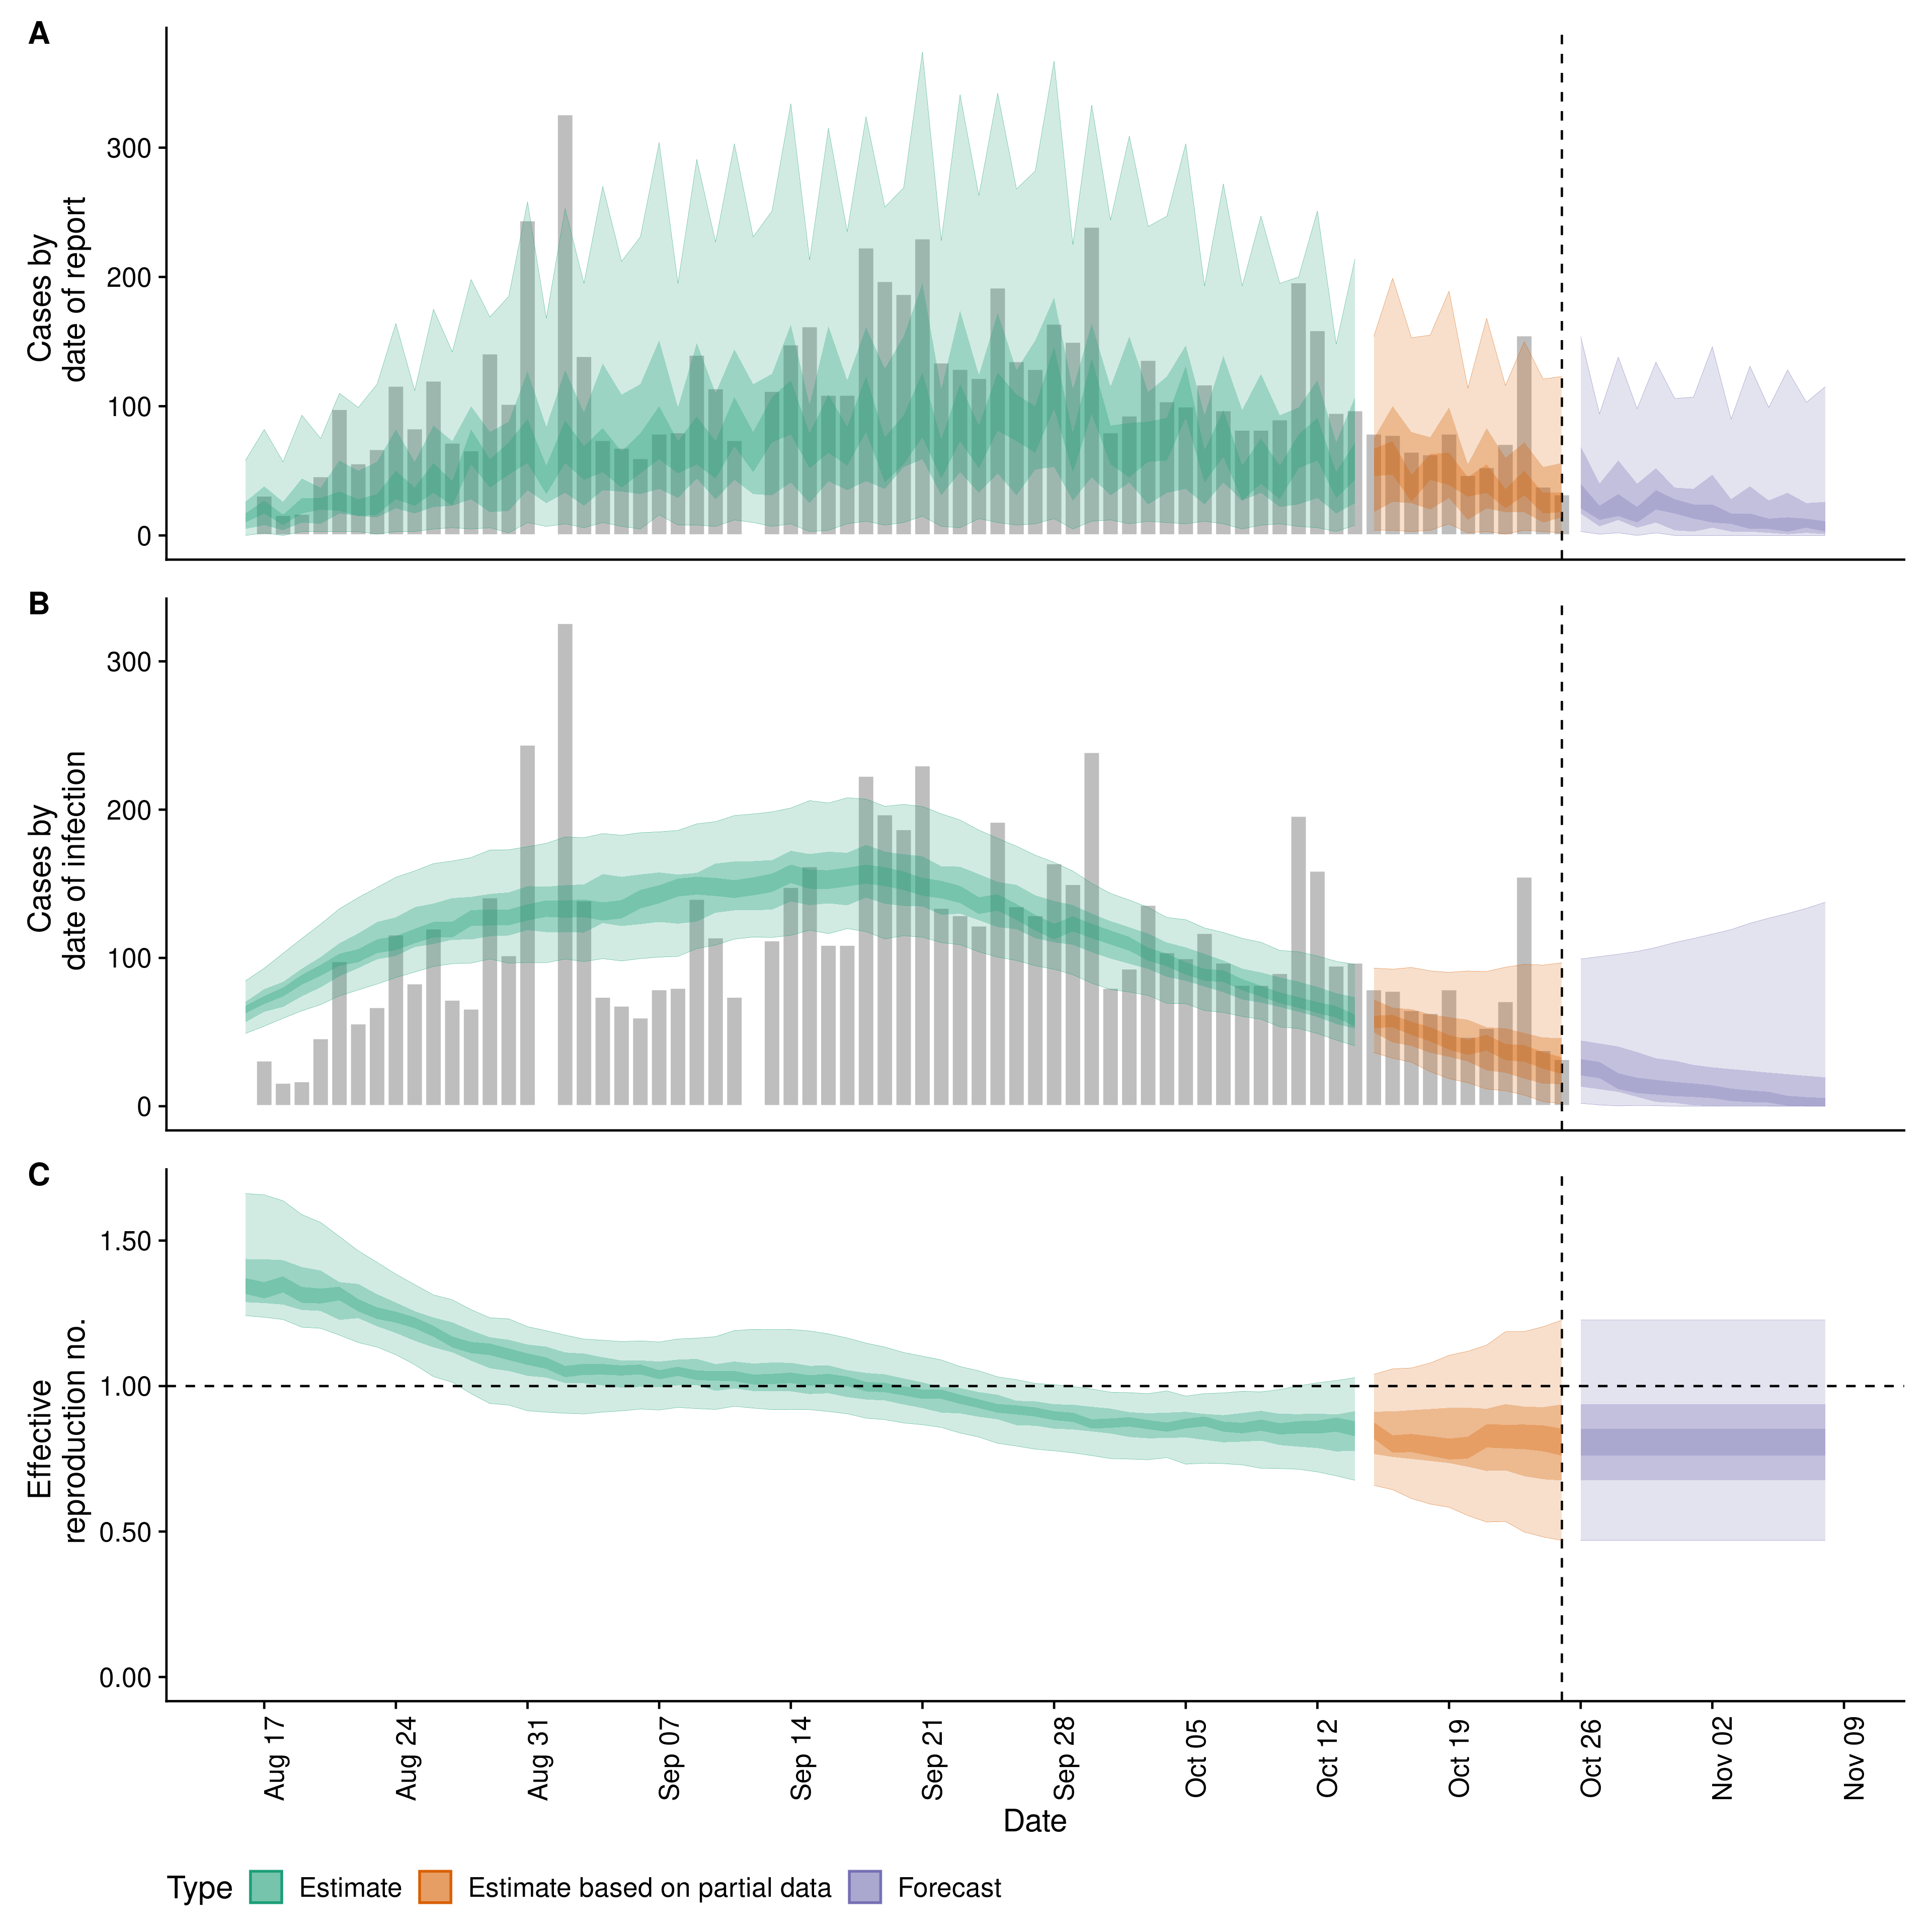 A
Cases by
date of report
300
200
100
0
B
Cases by
date of infection
300
200
100
0
C
Effective
reproduction no.
1.50
1.00
0.50
0.00
Aug 17
Aug 24
Aug 31
Sep 07
Sep 14
Sep 21
Sep 28
Oct 05
Oct 12
Oct 19
Oct 26
Nov 02
Nov 09
Date
Type Estimate Estimate based on partial data Forecast